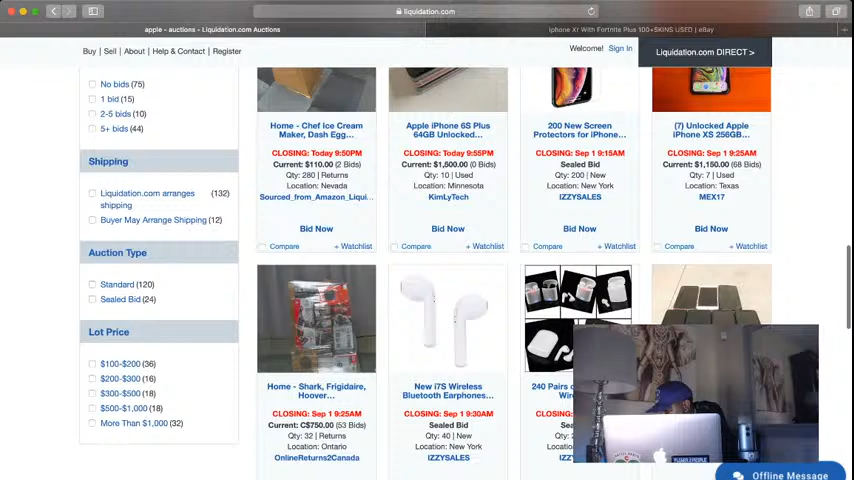 liquidation.com
apple - auctions - Liquidation.com Auctions
Iphone Xr With Fortnite Plus 100+SKINS USED | eBay
Buy | Sell | About | Help & Contact | Register
Welcome! Sign In
Liquidation.com DIRECT >
No bids (75)
1 bid (15)
2-5 bids (10)
5+ bids (44)
Shipping
Liquidation.com arranges shipping (132)
Buyer May Arrange Shipping (12)
Auction Type
Standard (120)
Sealed Bid (24)
Lot Price
$100-$200 (36)
$200-$300 (16)
$300-$500 (18)
$500-$1,000 (18)
More Than $1,000 (32)
Home - Chef Ice Cream
Maker, Dash Egg...
CLOSING: Today 9:50PM
Current: $110.00 (2 Bids)
Qty: 280 | Returns
Location: Nevada
Sourced_from_Amazon_Liqui...
Bid Now
Compare + Watchlist
Apple iPhone 6S Plus
64GB Unlocked...
CLOSING: Today 9:55PM
Current: $1,500.00 (0 Bids)
Qty: 10 | Used
Location: Minnesota
KimLyTech
Bid Now
Compare + Watchlist
200 New Screen
Protectors for iPhone...
CLOSING: Sep 1 9:15AM
Sealed Bid
Qty: 200 | New
Location: New York
IZZYSALES
Bid Now
Compare + Watchlist
(7) Unlocked Apple
iPhone XS 256GB...
CLOSING: Sep 1 9:25AM
Current: $1,150.00 (68 Bids)
Qty: 7 | Used
Location: Texas
MEX17
Bid Now
Compare + Watchlist
Home - Shark, Frigidaire,
Hoover...
CLOSING: Sep 1 9:25AM
Current: C$750.00 (53 Bids)
Qty: 32 | Returns
Location: Ontario
OnlineReturns2Canada
New i7S Wireless
Bluetooth Earphones...
CLOSING: Sep 1 9:30AM
Sealed Bid
Qty: 40 | New
Location: New York
IZZYSALES
240 Pairs o
Wire
CLOSING: S
Seale
Qty: 2
Location:
IZZY
Offline Message